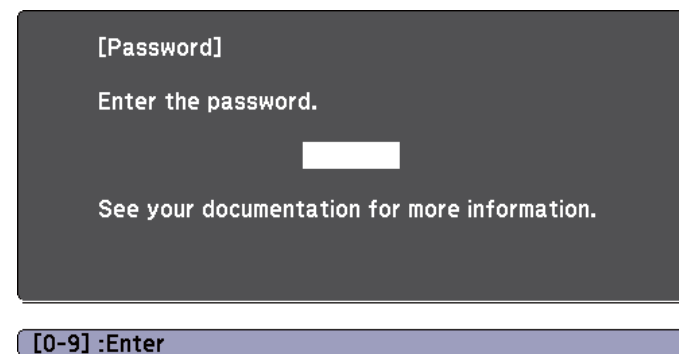 [Password]
Enter the password.
See your documentation for more information.
[0-9] :Enter